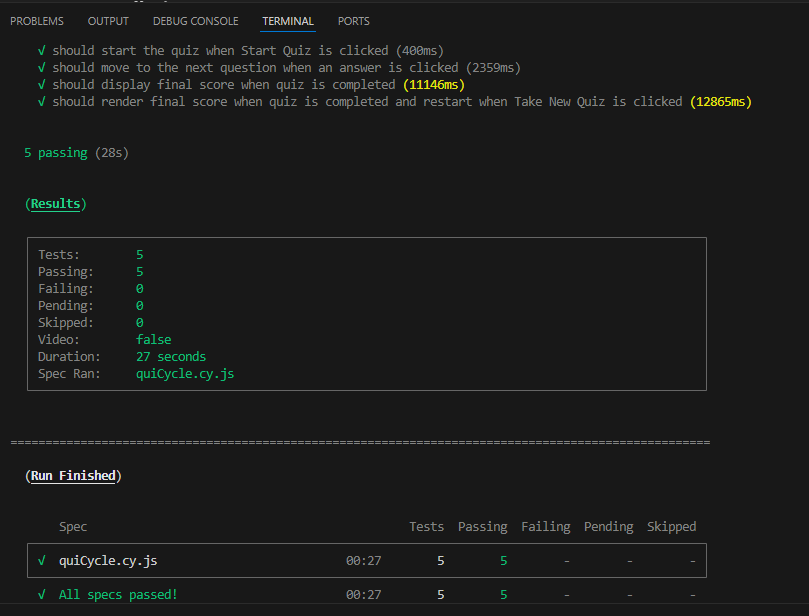 PROBLEMS OUTPUT DEBUG CONSOLE TERMINAL PORTS
√ should start the quiz when Start Quiz is clicked (400ms)
√ should move to the next question when an answer is clicked (2359ms)
√ should display final score when quiz is completed (11146ms)
√ should render final score when quiz is completed and restart when Take New Quiz is clicked (12865ms)
5 passing (28s)
(Results)
Tests: 5
Passing: 5
Failing: 0
Pending: 0
Skipped: 0
Video: false
Duration: 27 seconds
Spec Ran: quiCycle.cy.js
====================================================================================================
(Run Finished)
Spec Tests Passing Failing Pending Skipped
√ quiCycle.cy.js 00:27 5 5 - - -
√ All specs passed! 00:27 5 5 - - -